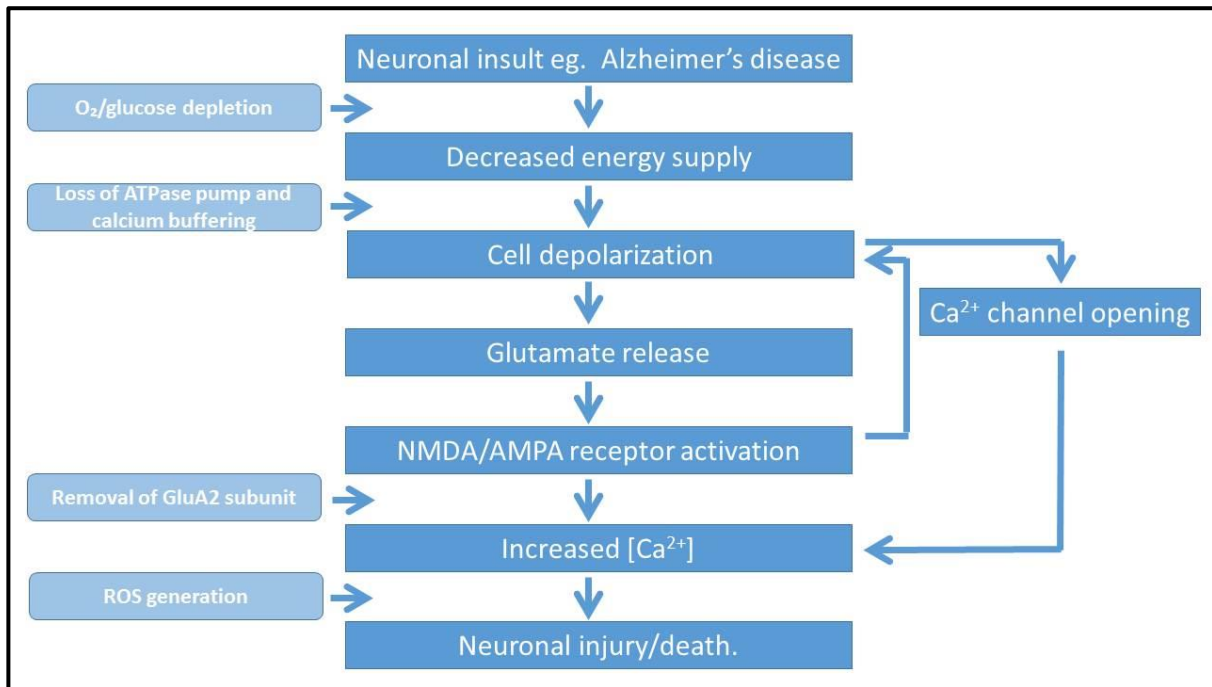 Neuronal insult eg.  Alzheimer’s disease
O₂/glucose depletion
Decreased energy supply
Loss of ATPase pump and
calcium buffering
Cell depolarization
Ca²⁺ channel opening
Glutamate release
NMDA/AMPA receptor activation
Removal of GluA2 subunit
Increased [Ca²⁺]
ROS generation
Neuronal injury/death.